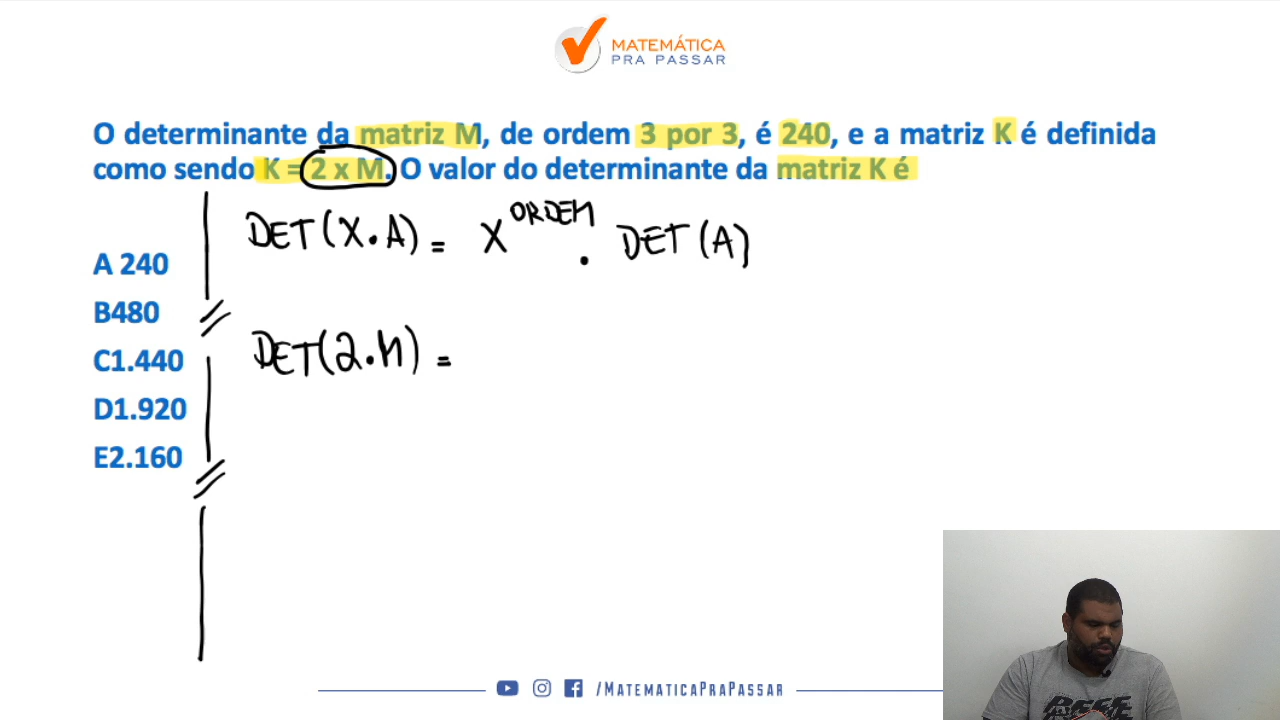 MATEMÁTICA
PRA PASSAR
O determinante da matriz M, de ordem 3 por 3, é 240, e a matriz K é definida
como sendo K = 2 x M. O valor do determinante da matriz K é
DET(X.A) = X^ORDEM . DET(A)
A 240
B480
DET(2.M) =
C1.440
D1.920
E2.160
/MATEMATICAPRAPASSAR